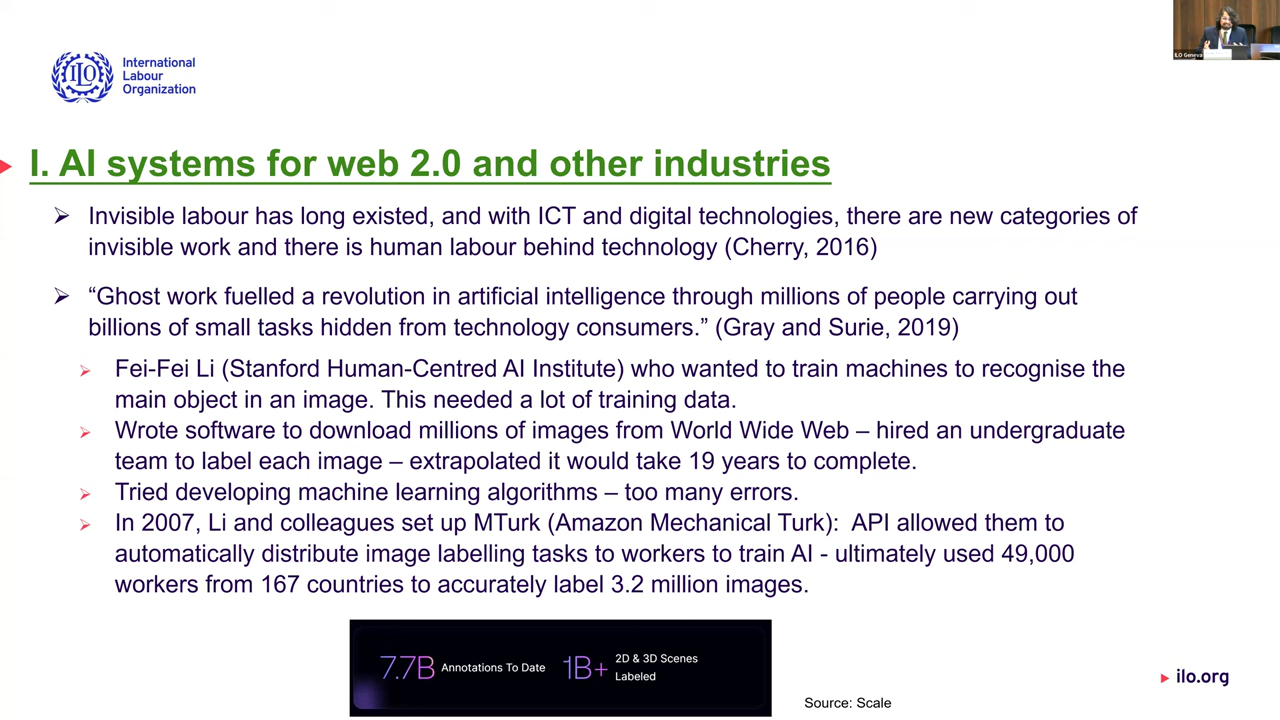 ILO Geneva
International
Labour
Organization
I. AI systems for web 2.0 and other industries
Invisible labour has long existed, and with ICT and digital technologies, there are new categories of
invisible work and there is human labour behind technology (Cherry, 2016)
“Ghost work fuelled a revolution in artificial intelligence through millions of people carrying out
billions of small tasks hidden from technology consumers.” (Gray and Surie, 2019)
Fei-Fei Li (Stanford Human-Centred AI Institute) who wanted to train machines to recognise the
main object in an image. This needed a lot of training data.
Wrote software to download millions of images from World Wide Web – hired an undergraduate
team to label each image – extrapolated it would take 19 years to complete.
Tried developing machine learning algorithms – too many errors.
In 2007, Li and colleagues set up MTurk (Amazon Mechanical Turk): API allowed them to
automatically distribute image labelling tasks to workers to train AI - ultimately used 49,000
workers from 167 countries to accurately label 3.2 million images.
7.7B Annotations To Date 1B+ 2D & 3D Scenes
Labeled
ilo.org
Source: Scale